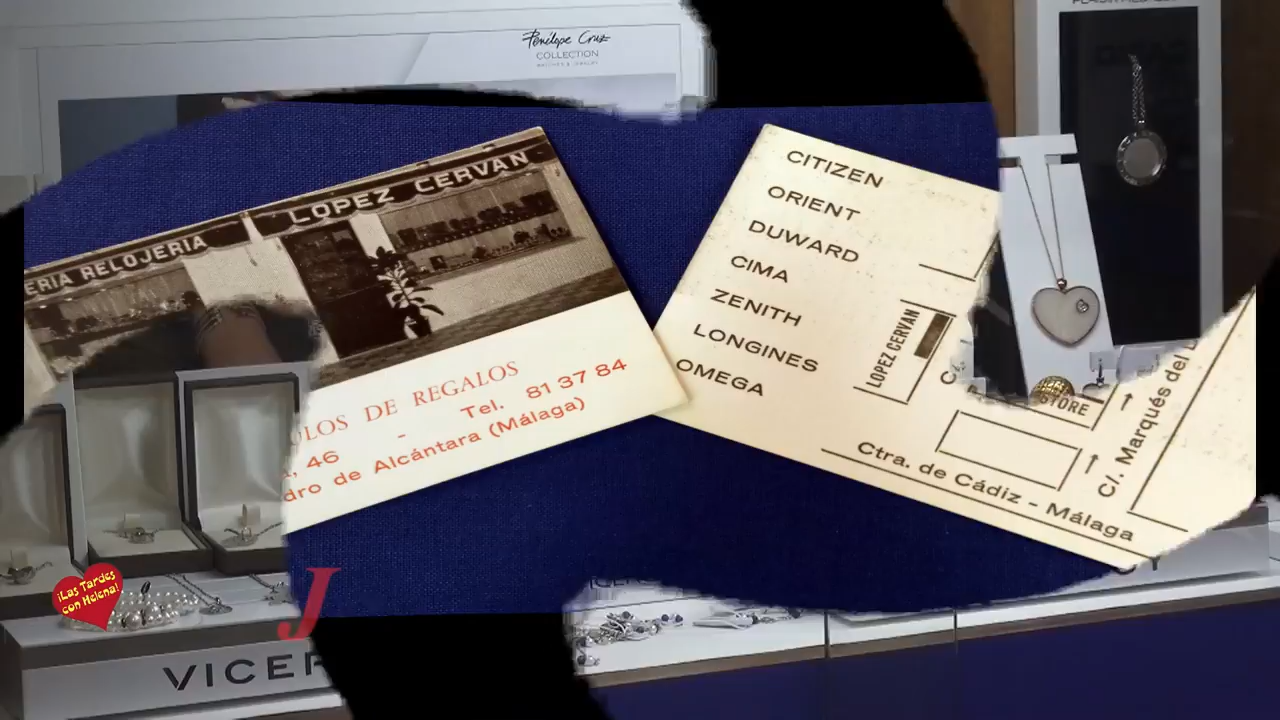 Penélope Cruz
COLLECTION
ERIA RELOJERIA
LOPEZ CERVAN
ULOS DE REGALOS
-
Tel. 81 37 84
, 46
dro de Alcántara (Málaga)
CITIZEN
ORIENT
DUWARD
CIMA
ZENITH
LONGINES
OMEGA
LOPEZ CERVAN
C
STORE
C/. Marqués del
Ctra. de Cádiz - Málaga
¡Las Tardes
con Helena!
J
VICER